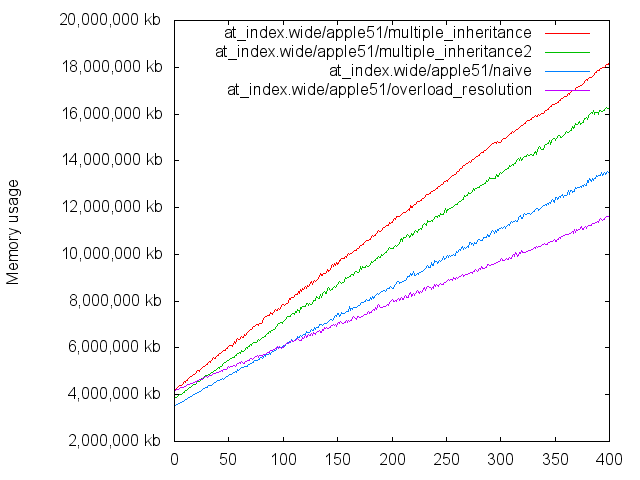 20,000,000 kb
18,000,000 kb
16,000,000 kb
14,000,000 kb
12,000,000 kb
10,000,000 kb
8,000,000 kb
6,000,000 kb
4,000,000 kb
2,000,000 kb
Memory usage
at_index.wide/apple51/multiple_inheritance
at_index.wide/apple51/multiple_inheritance2
at_index.wide/apple51/naive
at_index.wide/apple51/overload_resolution
0 50 100 150 200 250 300 350 400